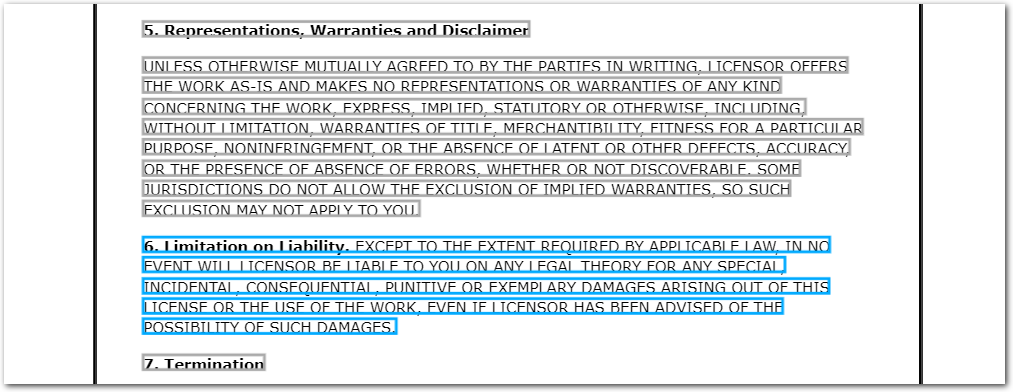 5. Representations, Warranties and Disclaimer
UNLESS OTHERWISE MUTUALLY AGREED TO BY THE PARTIES IN WRITING, LICENSOR OFFERS
THE WORK AS-IS AND MAKES NO REPRESENTATIONS OR WARRANTIES OF ANY KIND
CONCERNING THE WORK, EXPRESS, IMPLIED, STATUTORY OR OTHERWISE, INCLUDING,
WITHOUT LIMITATION, WARRANTIES OF TITLE, MERCHANTIBILITY, FITNESS FOR A PARTICULAR
PURPOSE, NONINFRINGEMENT, OR THE ABSENCE OF LATENT OR OTHER DEFECTS, ACCURACY,
OR THE PRESENCE OF ABSENCE OF ERRORS, WHETHER OR NOT DISCOVERABLE. SOME
JURISDICTIONS DO NOT ALLOW THE EXCLUSION OF IMPLIED WARRANTIES, SO SUCH
EXCLUSION MAY NOT APPLY TO YOU.
6. Limitation on Liability. EXCEPT TO THE EXTENT REQUIRED BY APPLICABLE LAW, IN NO
EVENT WILL LICENSOR BE LIABLE TO YOU ON ANY LEGAL THEORY FOR ANY SPECIAL,
INCIDENTAL, CONSEQUENTIAL, PUNITIVE OR EXEMPLARY DAMAGES ARISING OUT OF THIS
LICENSE OR THE USE OF THE WORK, EVEN IF LICENSOR HAS BEEN ADVISED OF THE
POSSIBILITY OF SUCH DAMAGES.
7. Termination